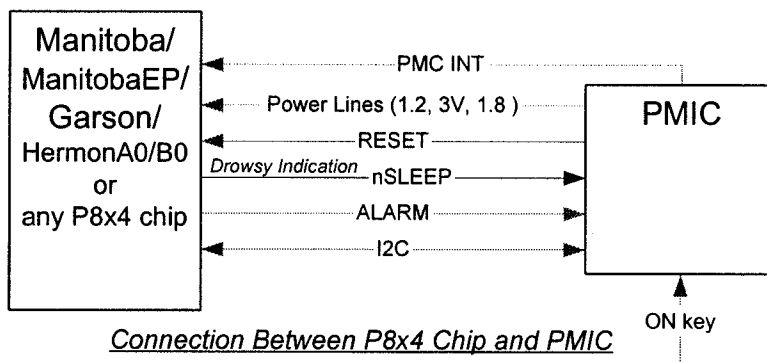 Manitoba/
ManitobaEP/
Garson/
HermonA0/B0
or
any P8x4 chip
PMC INT
Power Lines (1.2, 3V, 1.8 )
RESET
Drowsy Indication
nSLEEP
ALARM
I2C
PMIC
ON key
Connection Between P8x4 Chip and PMIC